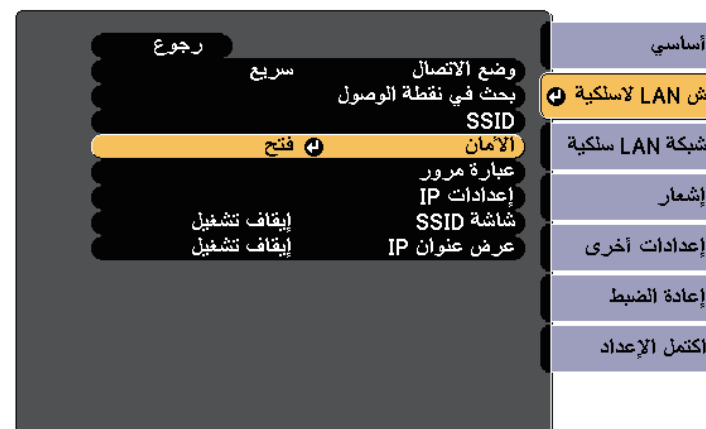 أساسي
ش LAN لاسلكية
شبكة LAN سلكية
إشعار
إعدادات أخرى
إعادة الضبط
اكتمل الإعداد
رجوع
وضع الاتصال سريع
بحث في نقطة الوصول
SSID
الأمان فتح
عبارة مرور
إعدادات IP
شاشة SSID إيقاف تشغيل
عرض عنوان IP إيقاف تشغيل